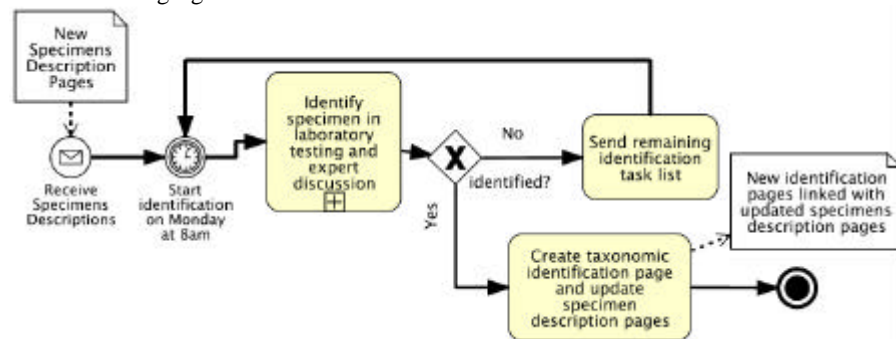 New
Specimens
Description
Pages
Receive
Specimens
Descriptions
Start
identification
on Monday
at 8am
Identify
specimen in
laboratory
testing and
expert
discussion
No
identified?
Yes
Send remaining
identification
task list
New identification
pages linked with
updated specimens
description pages
Create taxonomic
identification page
and update
specimen
description pages